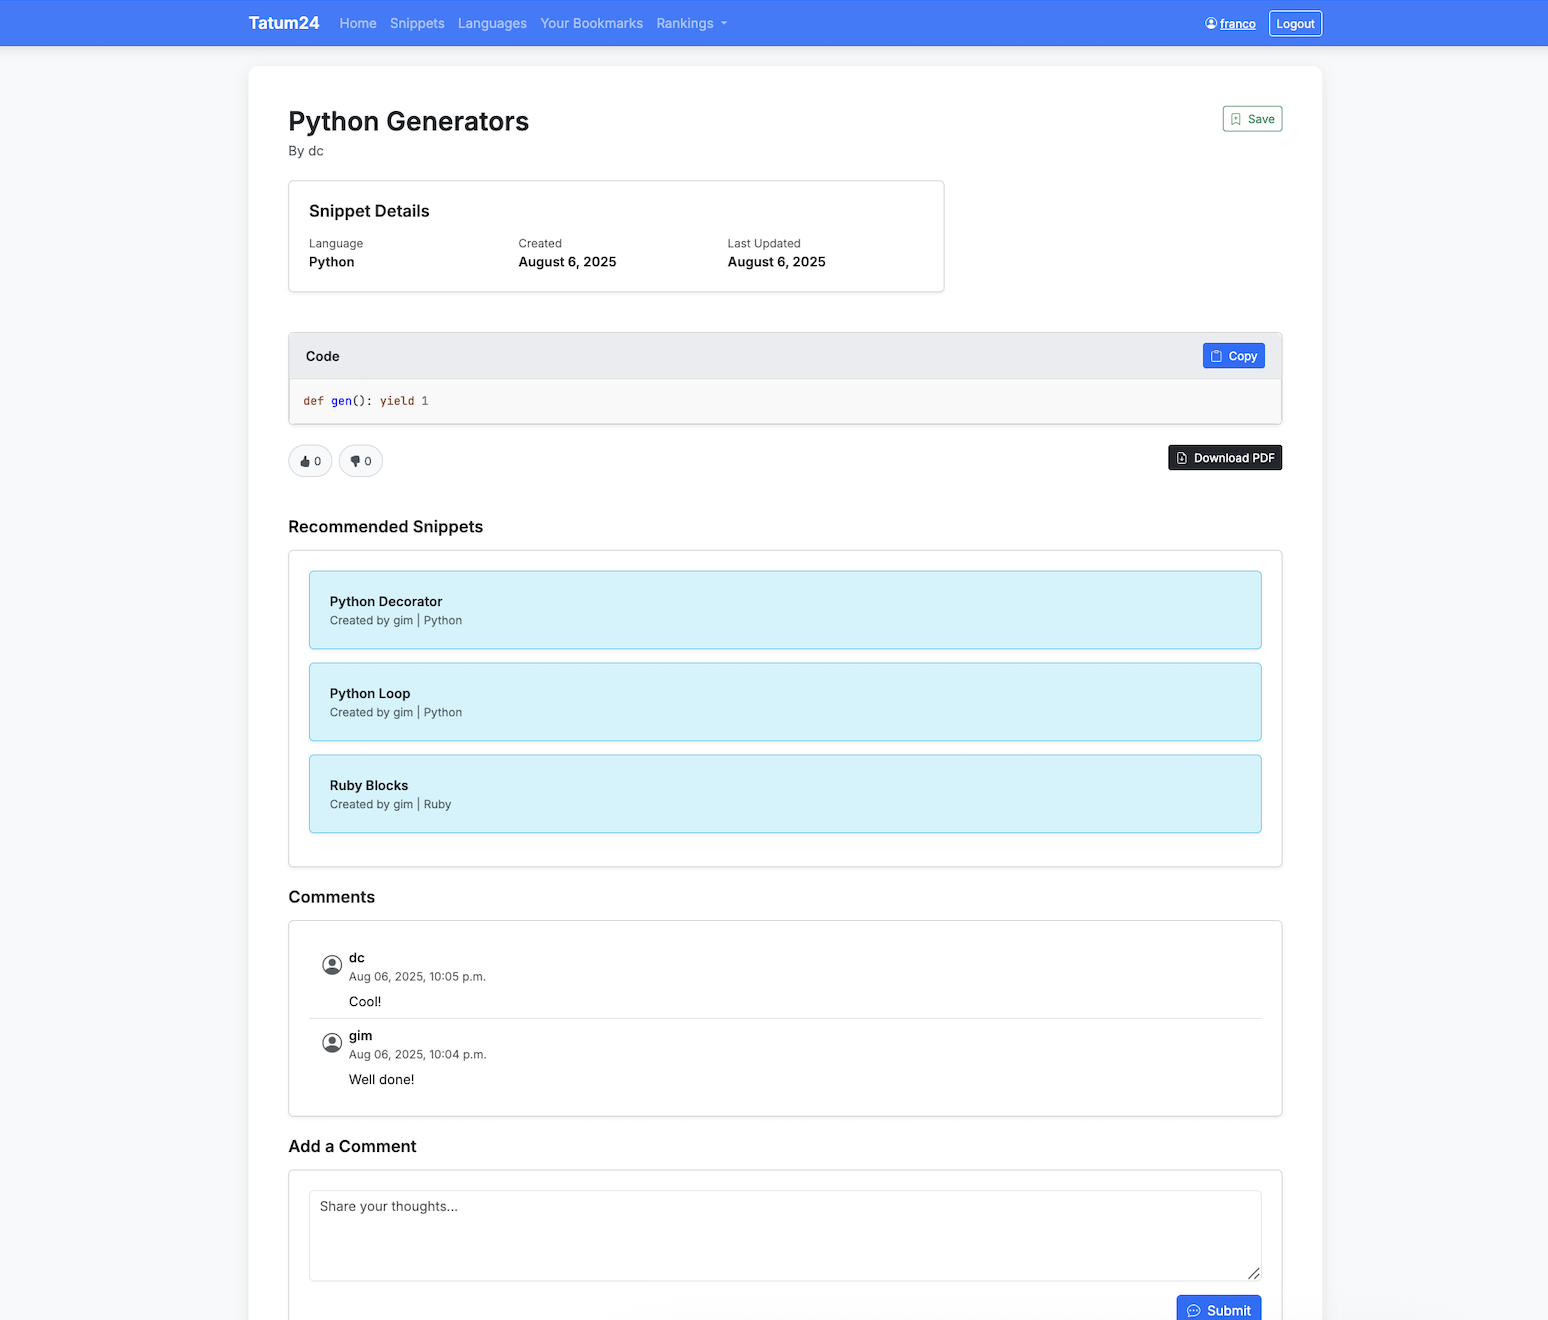 Tatum24 Home Snippets Languages Your Bookmarks Rankings franco Logout
Python Generators
Save
By dc
Snippet Details
Language Created Last Updated
Python August 6, 2025 August 6, 2025
Code Copy
def gen(): yield 1
0 0 Download PDF
Recommended Snippets
Python Decorator
Created by gim | Python
Python Loop
Created by gim | Python
Ruby Blocks
Created by gim | Ruby
Comments
dc
Aug 06, 2025, 10:05 p.m.
Cool!
gim
Aug 06, 2025, 10:04 p.m.
Well done!
Add a Comment
Share your thoughts...
Submit